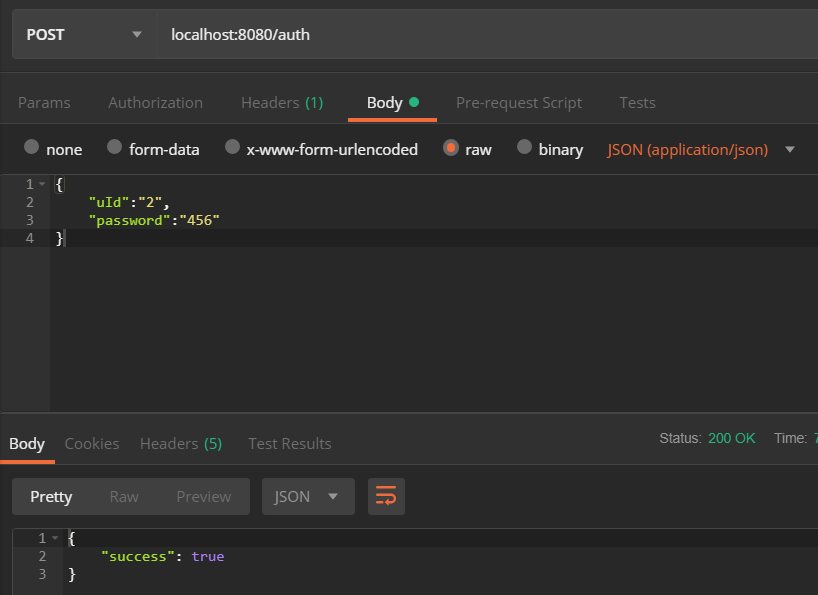 POST localhost:8080/auth
Params Authorization Headers (1) Body Pre-request Script Tests
none form-data x-www-form-urlencoded raw binary JSON (application/json)
1 {
2 "uId":"2",
3 "password":"456"
4 }
Body Cookies Headers (5) Test Results Status: 200 OK Time:
Pretty Raw Preview JSON
1 {
2 "success": true
3 }